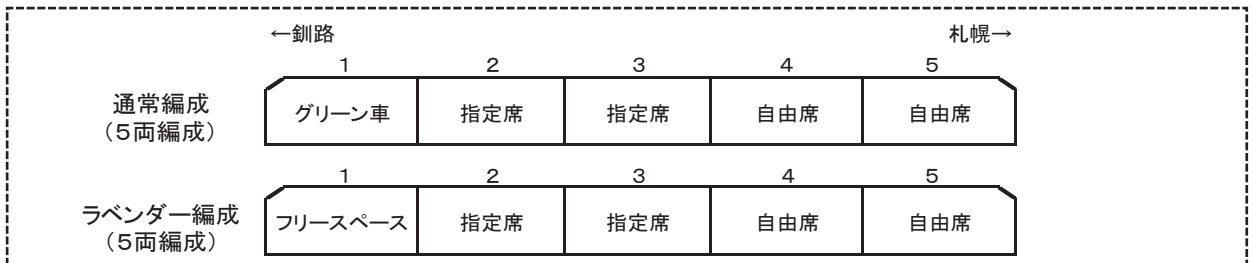 ←釧路 札幌→
1 2 3 4 5
通常編成
（5両編成）
グリーン車 指定席 指定席 自由席 自由席
1 2 3 4 5
ラベンダー編成
（5両編成）
フリースペース 指定席 指定席 自由席 自由席